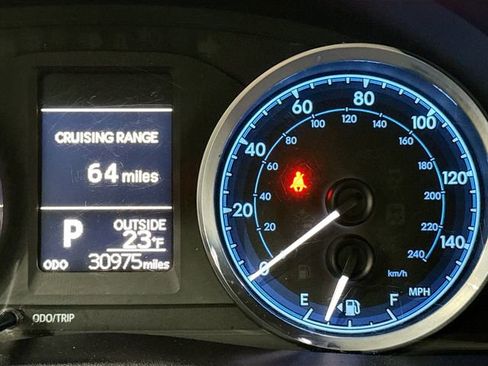 CRUISING RANGE
64 miles
P
OUTSIDE
23°F
ODO 30975 miles
ODO/TRIP
0 20 40 60 80 100 120 140
20 40 60 80 100 120 140 160 180 200 220 240
km/h
MPH
E F